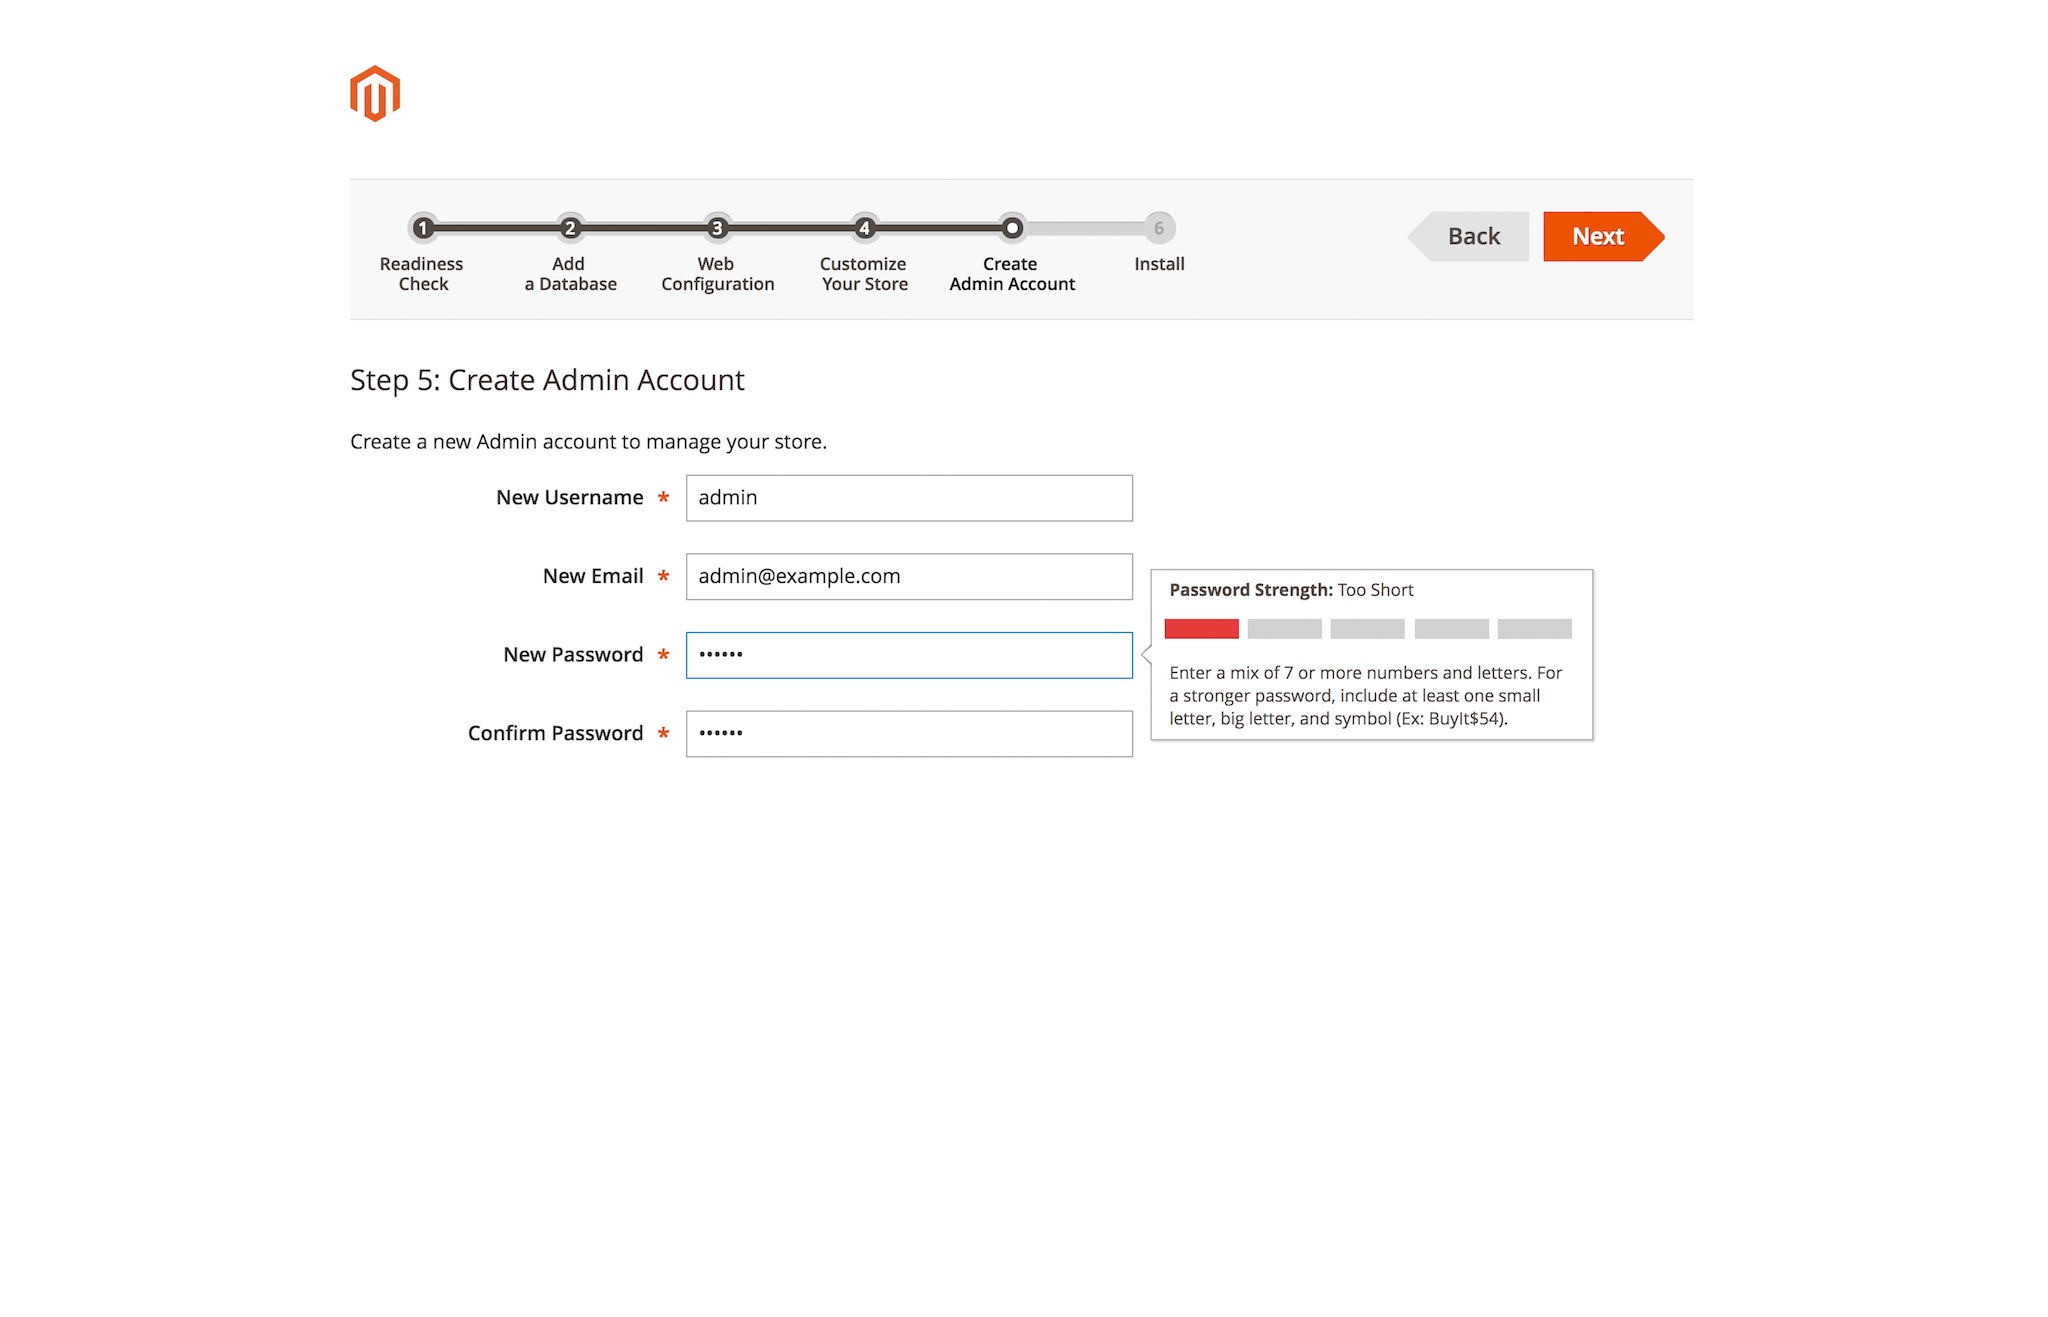 1 2 3 4 6
Readiness Check
Add a Database
Web Configuration
Customize Your Store
Create Admin Account
Install
Back
Next
Step 5: Create Admin Account
Create a new Admin account to manage your store.
New Username * admin
New Email * admin@example.com
New Password * ••••••
Confirm Password * ••••••
Password Strength: Too Short
Enter a mix of 7 or more numbers and letters. For
a stronger password, include at least one small
letter, big letter, and symbol (Ex: BuyIt$54).